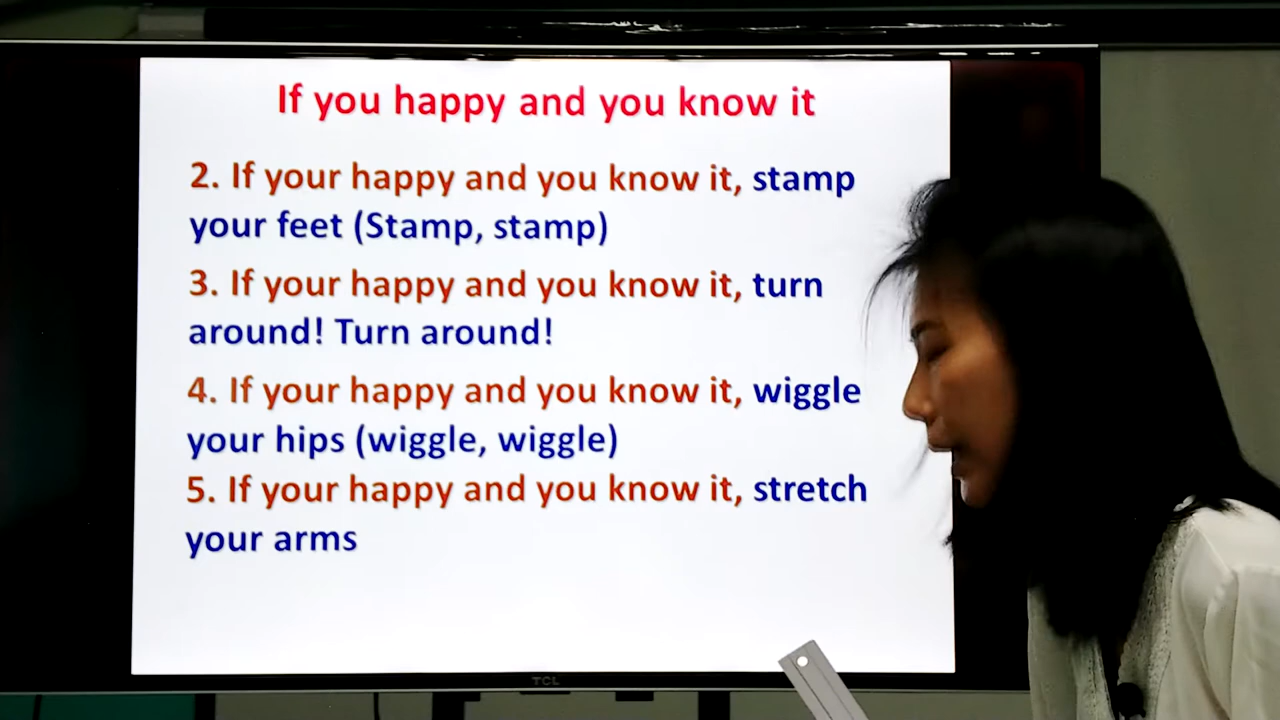 If you happy and you know it
2. If your happy and you know it, stamp
your feet (Stamp, stamp)
3. If your happy and you know it, turn
around! Turn around!
4. If your happy and you know it, wiggle
your hips (wiggle, wiggle)
5. If your happy and you know it, stretch
your arms
TCL